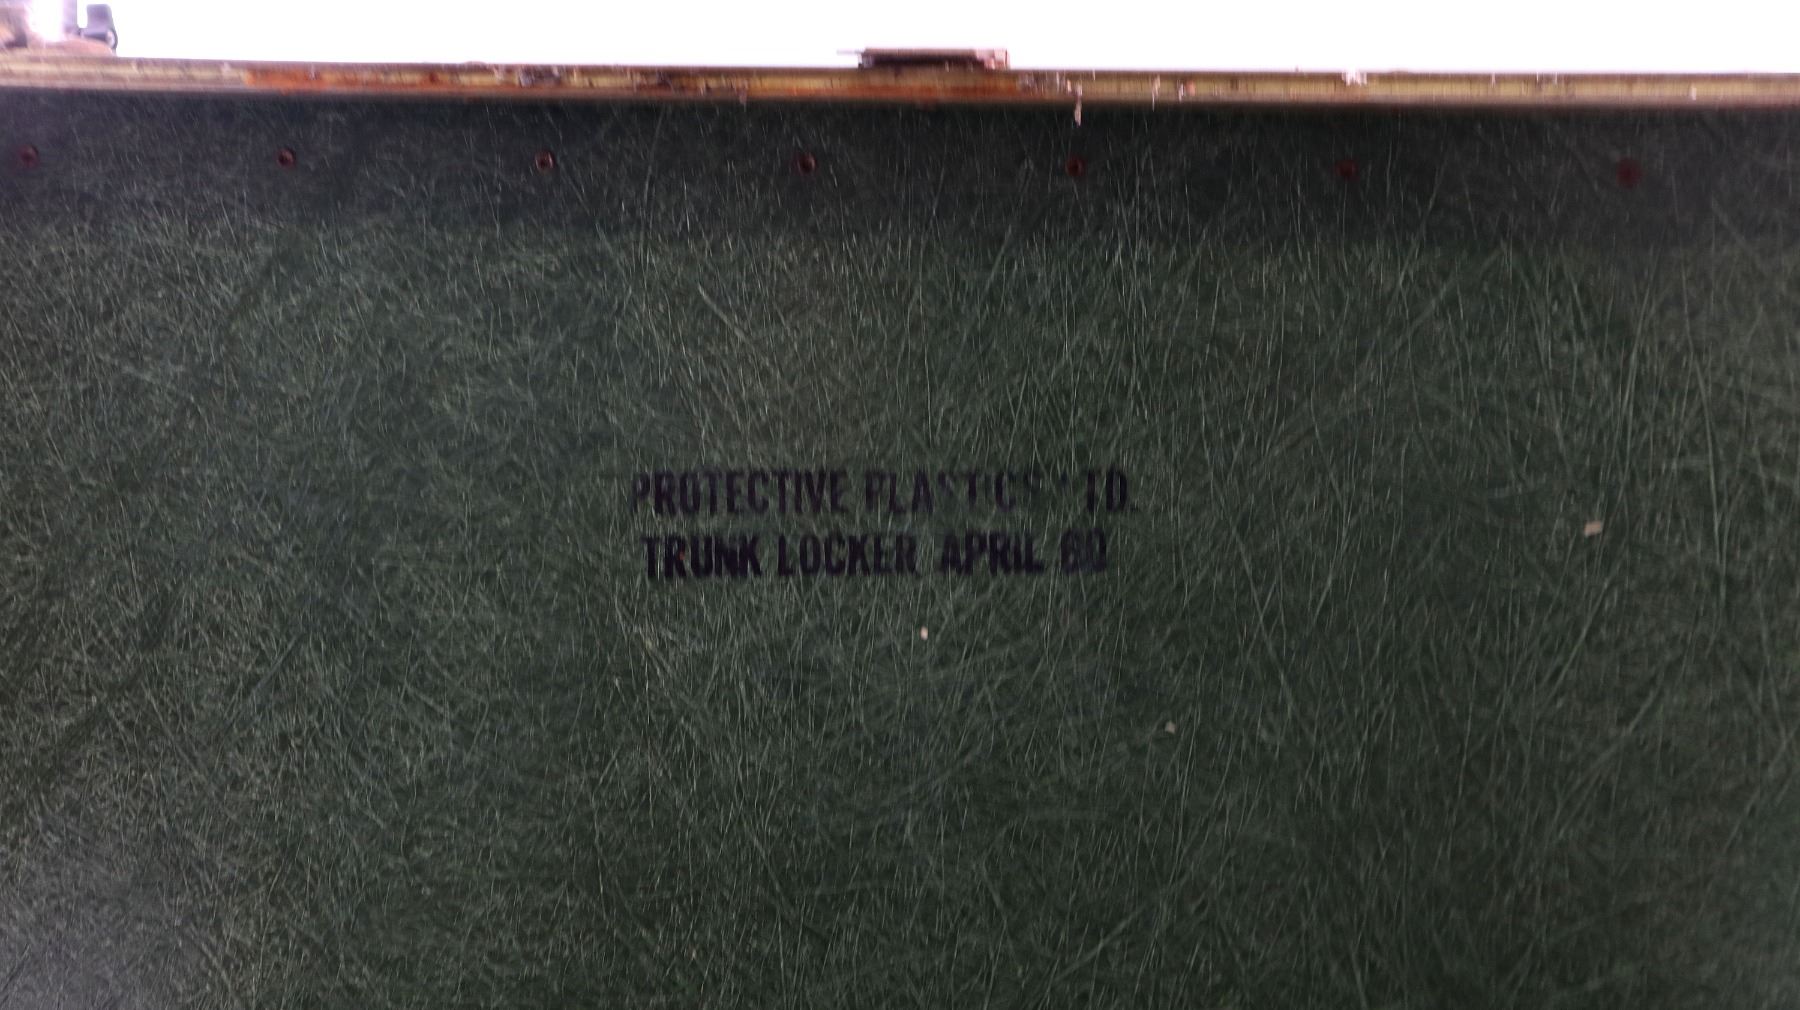 PROTECTIVE PLASTICS LTD.
TRUNK LOCKER APRIL 60